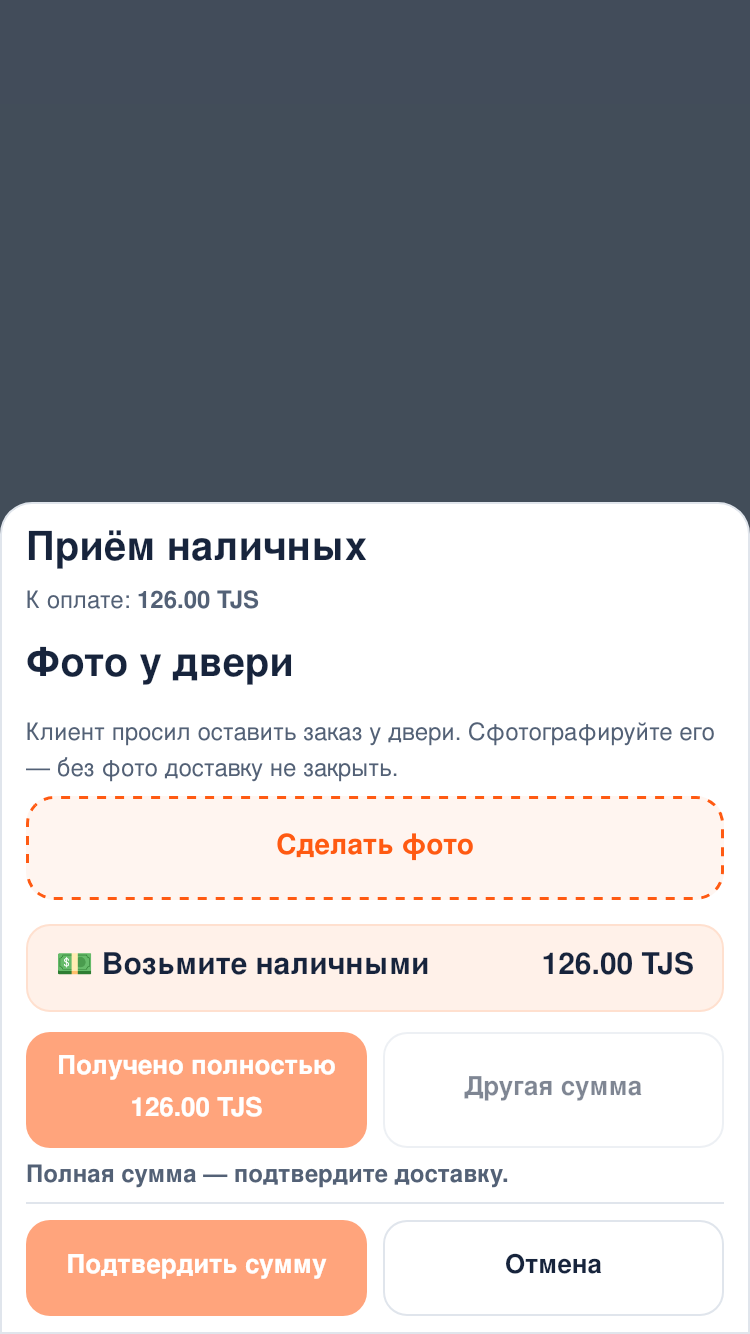 Приём наличных
К оплате: 126.00 TJS
Фото у двери
Клиент просил оставить заказ у двери. Сфотографируйте его
— без фото доставку не закрыть.
Сделать фото
💵 Возьмите наличными 126.00 TJS
Получено полностью
126.00 TJS
Другая сумма
Полная сумма — подтвердите доставку.
Подтвердить сумму
Отмена